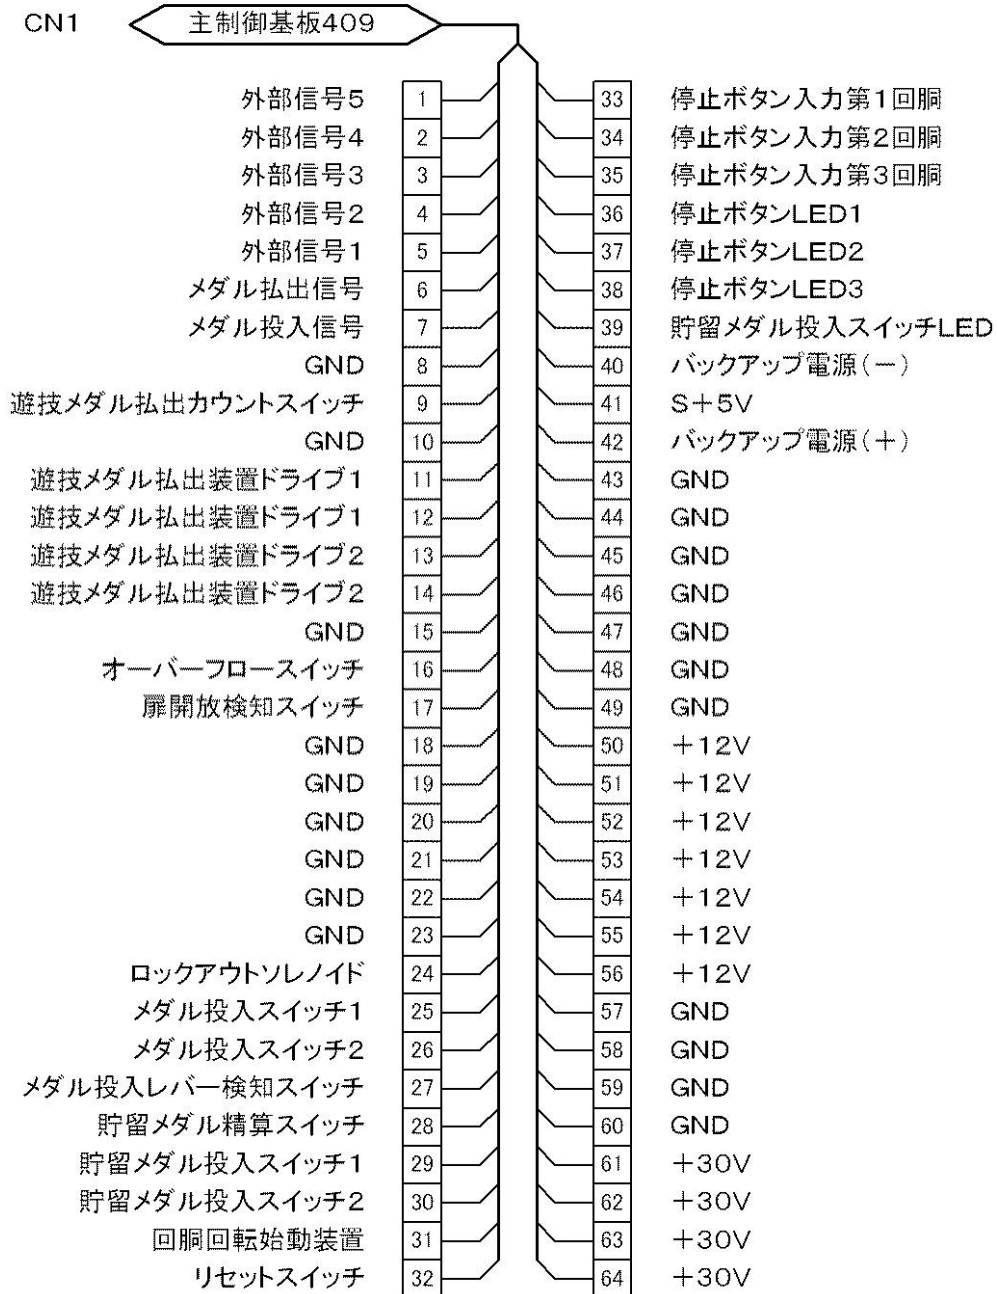 CN1 主制御基板409
外部信号5 1 33 停止ボタン入力第1回胴
外部信号4 2 34 停止ボタン入力第2回胴
外部信号3 3 35 停止ボタン入力第3回胴
外部信号2 4 36 停止ボタンLED1
外部信号1 5 37 停止ボタンLED2
メダル払出信号 6 38 停止ボタンLED3
メダル投入信号 7 39 貯留メダル投入スイッチLED
GND 8 40 バックアップ電源(－)
遊技メダル払出カウントスイッチ 9 41 S＋5V
GND 10 42 バックアップ電源(＋)
遊技メダル払出装置ドライブ1 11 43 GND
遊技メダル払出装置ドライブ1 12 44 GND
遊技メダル払出装置ドライブ2 13 45 GND
遊技メダル払出装置ドライブ2 14 46 GND
GND 15 47 GND
オーバーフロースイッチ 16 48 GND
扉開放検知スイッチ 17 49 GND
GND 18 50 ＋12V
GND 19 51 ＋12V
GND 20 52 ＋12V
GND 21 53 ＋12V
GND 22 54 ＋12V
GND 23 55 ＋12V
ロックアウトソレノイド 24 56 ＋12V
メダル投入スイッチ1 25 57 GND
メダル投入スイッチ2 26 58 GND
メダル投入レバー検知スイッチ 27 59 GND
貯留メダル精算スイッチ 28 60 GND
貯留メダル投入スイッチ1 29 61 ＋30V
貯留メダル投入スイッチ2 30 62 ＋30V
回胴回転始動装置 31 63 ＋30V
リセットスイッチ 32 64 ＋30V